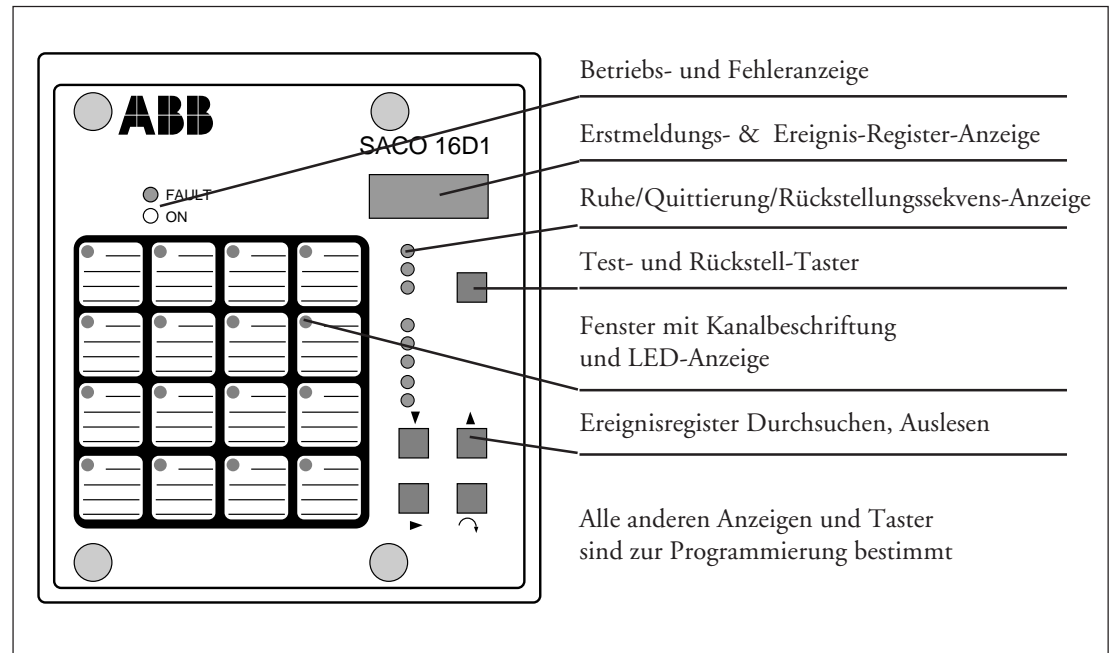 ABB
SACO 16D1
FAULT
ON
Betriebs- und Fehleranzeige
Erstmeldungs- & Ereignis-Register-Anzeige
Ruhe/Quittierung/Rückstellungssekvens-Anzeige
Test- und Rückstell-Taster
Fenster mit Kanalbeschriftung
und LED-Anzeige
Ereignisregister Durchsuchen, Auslesen
Alle anderen Anzeigen und Taster
sind zur Programmierung bestimmt